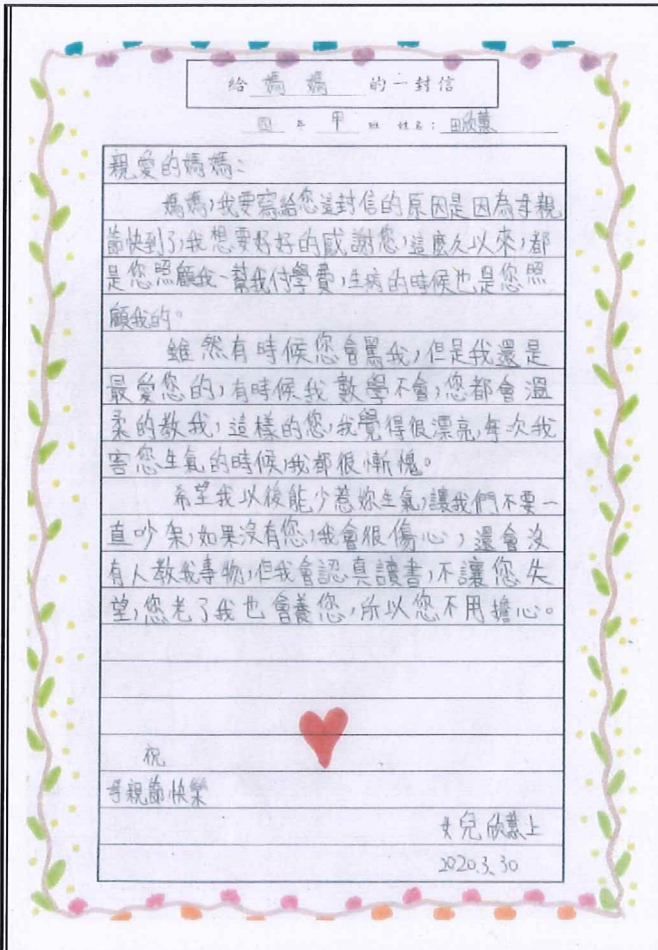 給 媽媽 的一封信
四 年 甲 班 姓名：田欣蕙
親愛的媽媽：
媽媽，我要寫給您這封信的原因是因為母親
節快到了，我想要好好的感謝您，這麼久以來，都
是您照顧我、幫我付學費，生病的時候也是您照
顧我的。
雖然有時候您會罵我，但是我還是
最愛您的，有時候我數學不會，您都會溫
柔的教我，這樣的您，我覺得很漂亮，每次我
害您生氣的時候，我都很慚愧。
希望我以後能少惹妳生氣，讓我們不要一
直吵架，如果沒有您，我會很傷心，還會沒
有人教我事物，但我會認真讀書，不讓您失
望，您老了我也會養您，所以您不用擔心。
祝
母親節快樂
女兒欣蕙上
2020.3.30